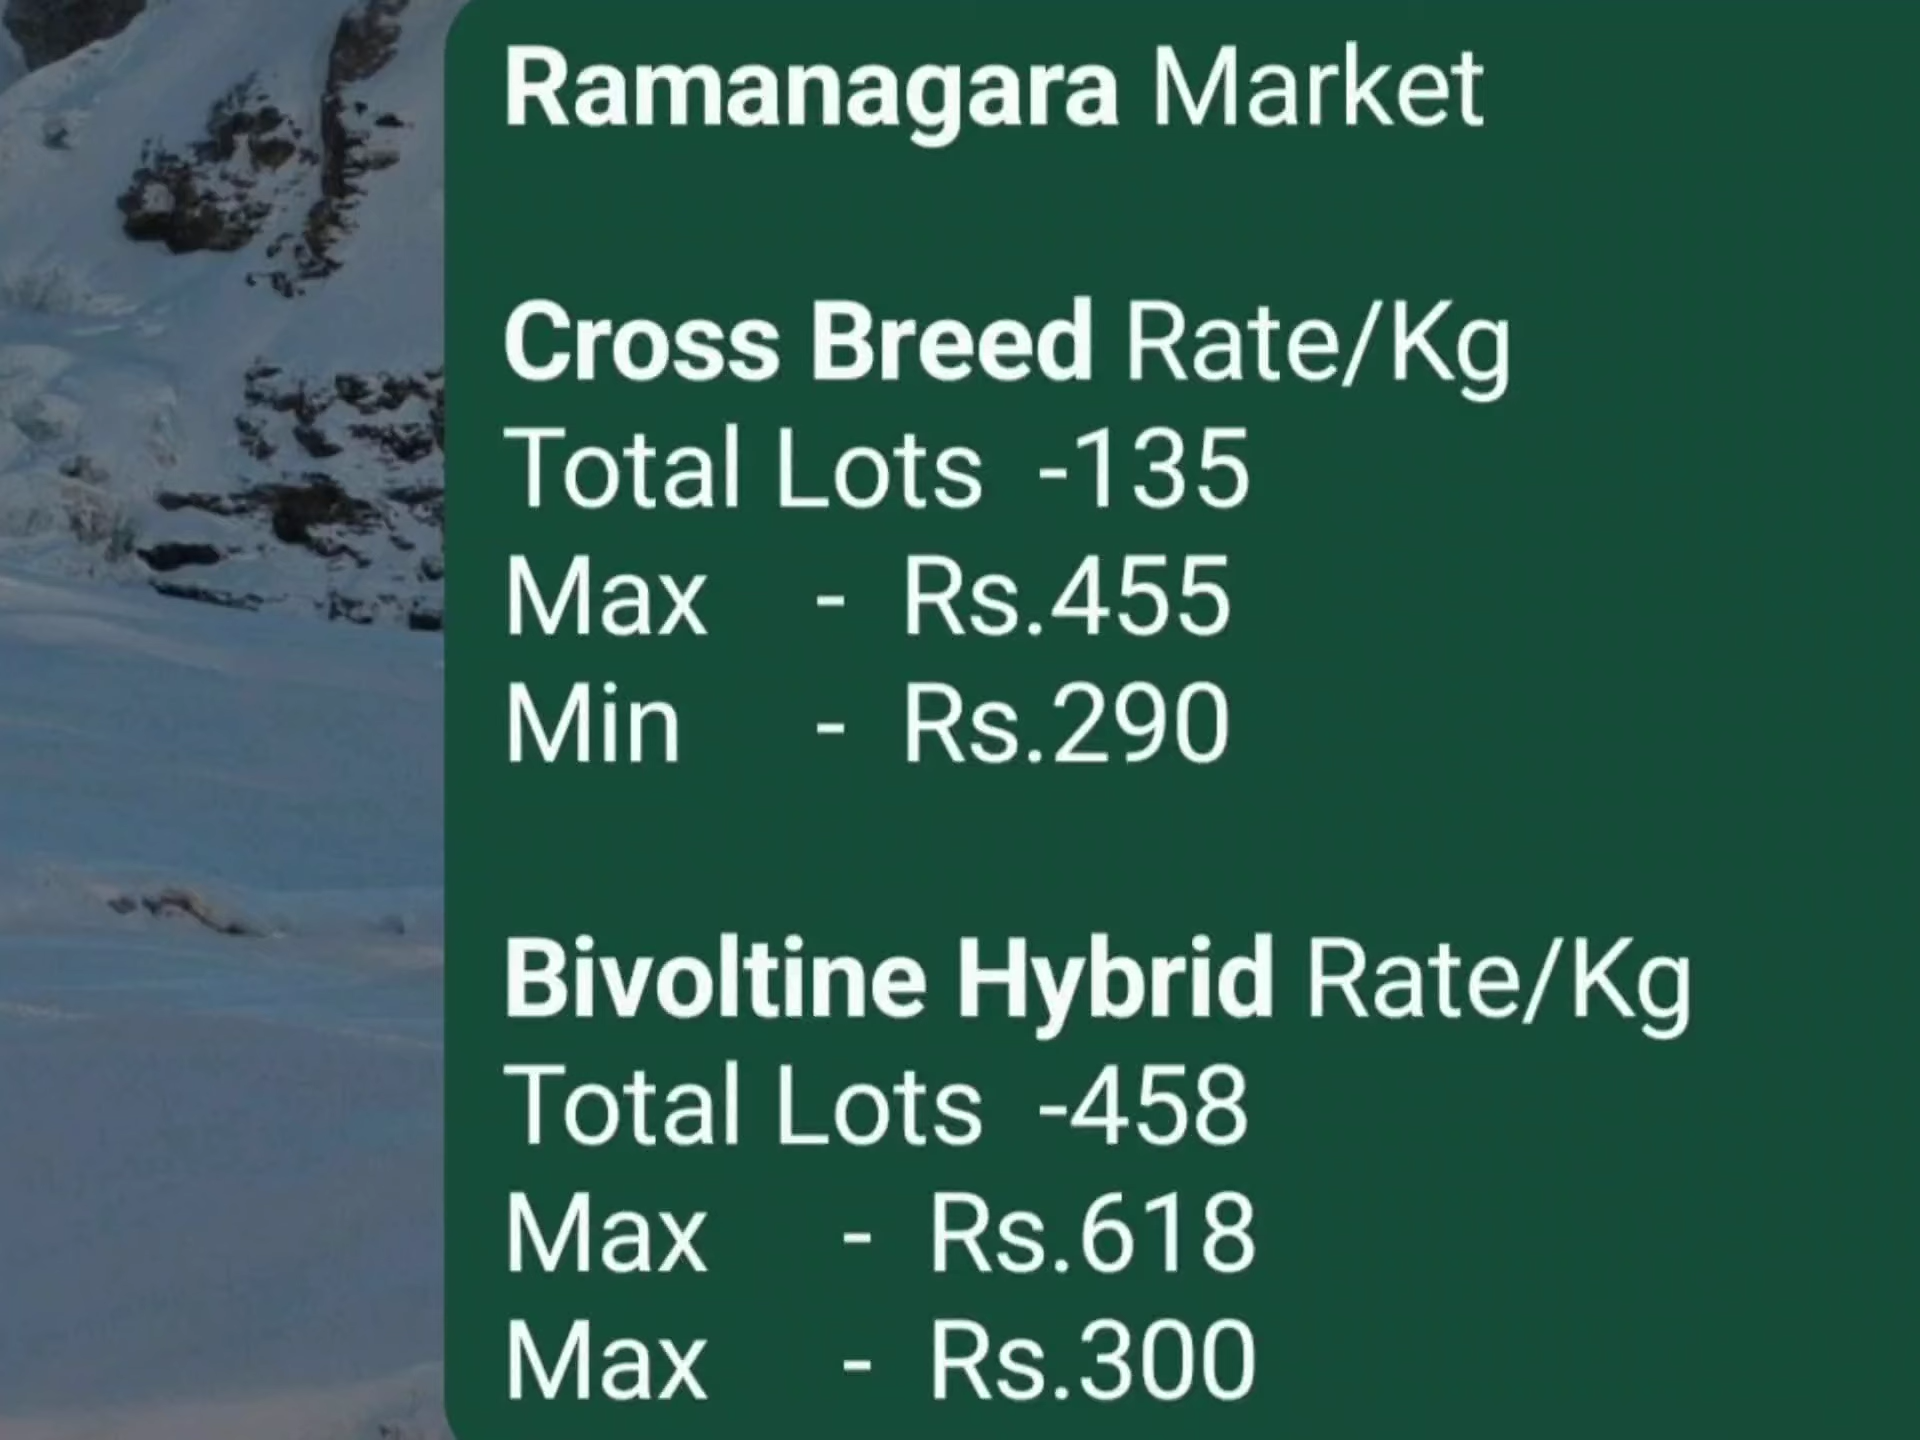 Ramanagara Market
Cross Breed Rate/Kg
Total Lots -135
Max - Rs.455
Min - Rs.290
Bivoltine Hybrid Rate/Kg
Total Lots -458
Max - Rs.618
Max - Rs.300